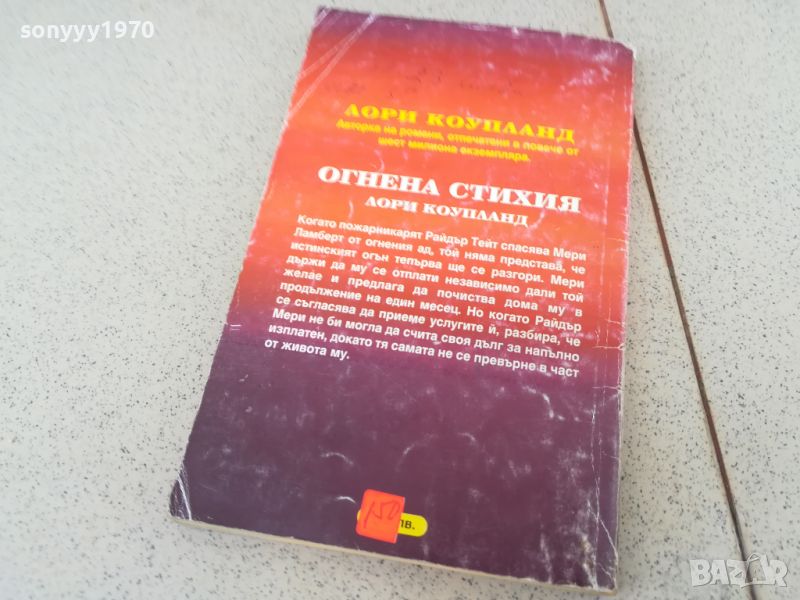 sonyyy1970
ЛОРИ КОУПЛАНД
Авторка на романи, отпечатани в повече от
шест милиона екземпляра.
ОГНЕНА СТИХИЯ
ЛОРИ КОУПЛАНД
Когато пожарникарят Райдър Тейт спасява Мери
Ламберт от огнения ад, той няма представа, че
истинският огън тепърва ще се разгори. Мери
държи да му се отплати независимо дали той
желае и предлага да почиства дома му в
продължение на един месец. Но когато Райдър
се съгласява да приеме услугите ѝ, разбира, че
Мери не би могла да счита своя дълг за напълно
изплатен, докато тя самата не се превърне в част
от живота му.
150
лв.
BAZAR